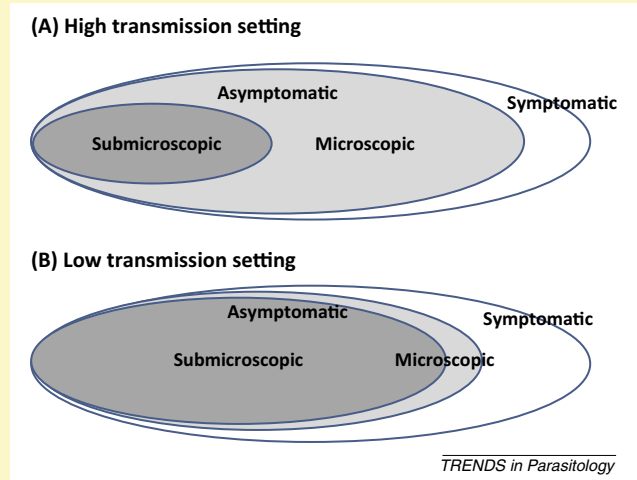 (A) High transmission setting
Asymptomatic
Symptomatic
Submicroscopic
Microscopic
(B) Low transmission setting
Asymptomatic
Symptomatic
Submicroscopic
Microscopic
TRENDS in Parasitology